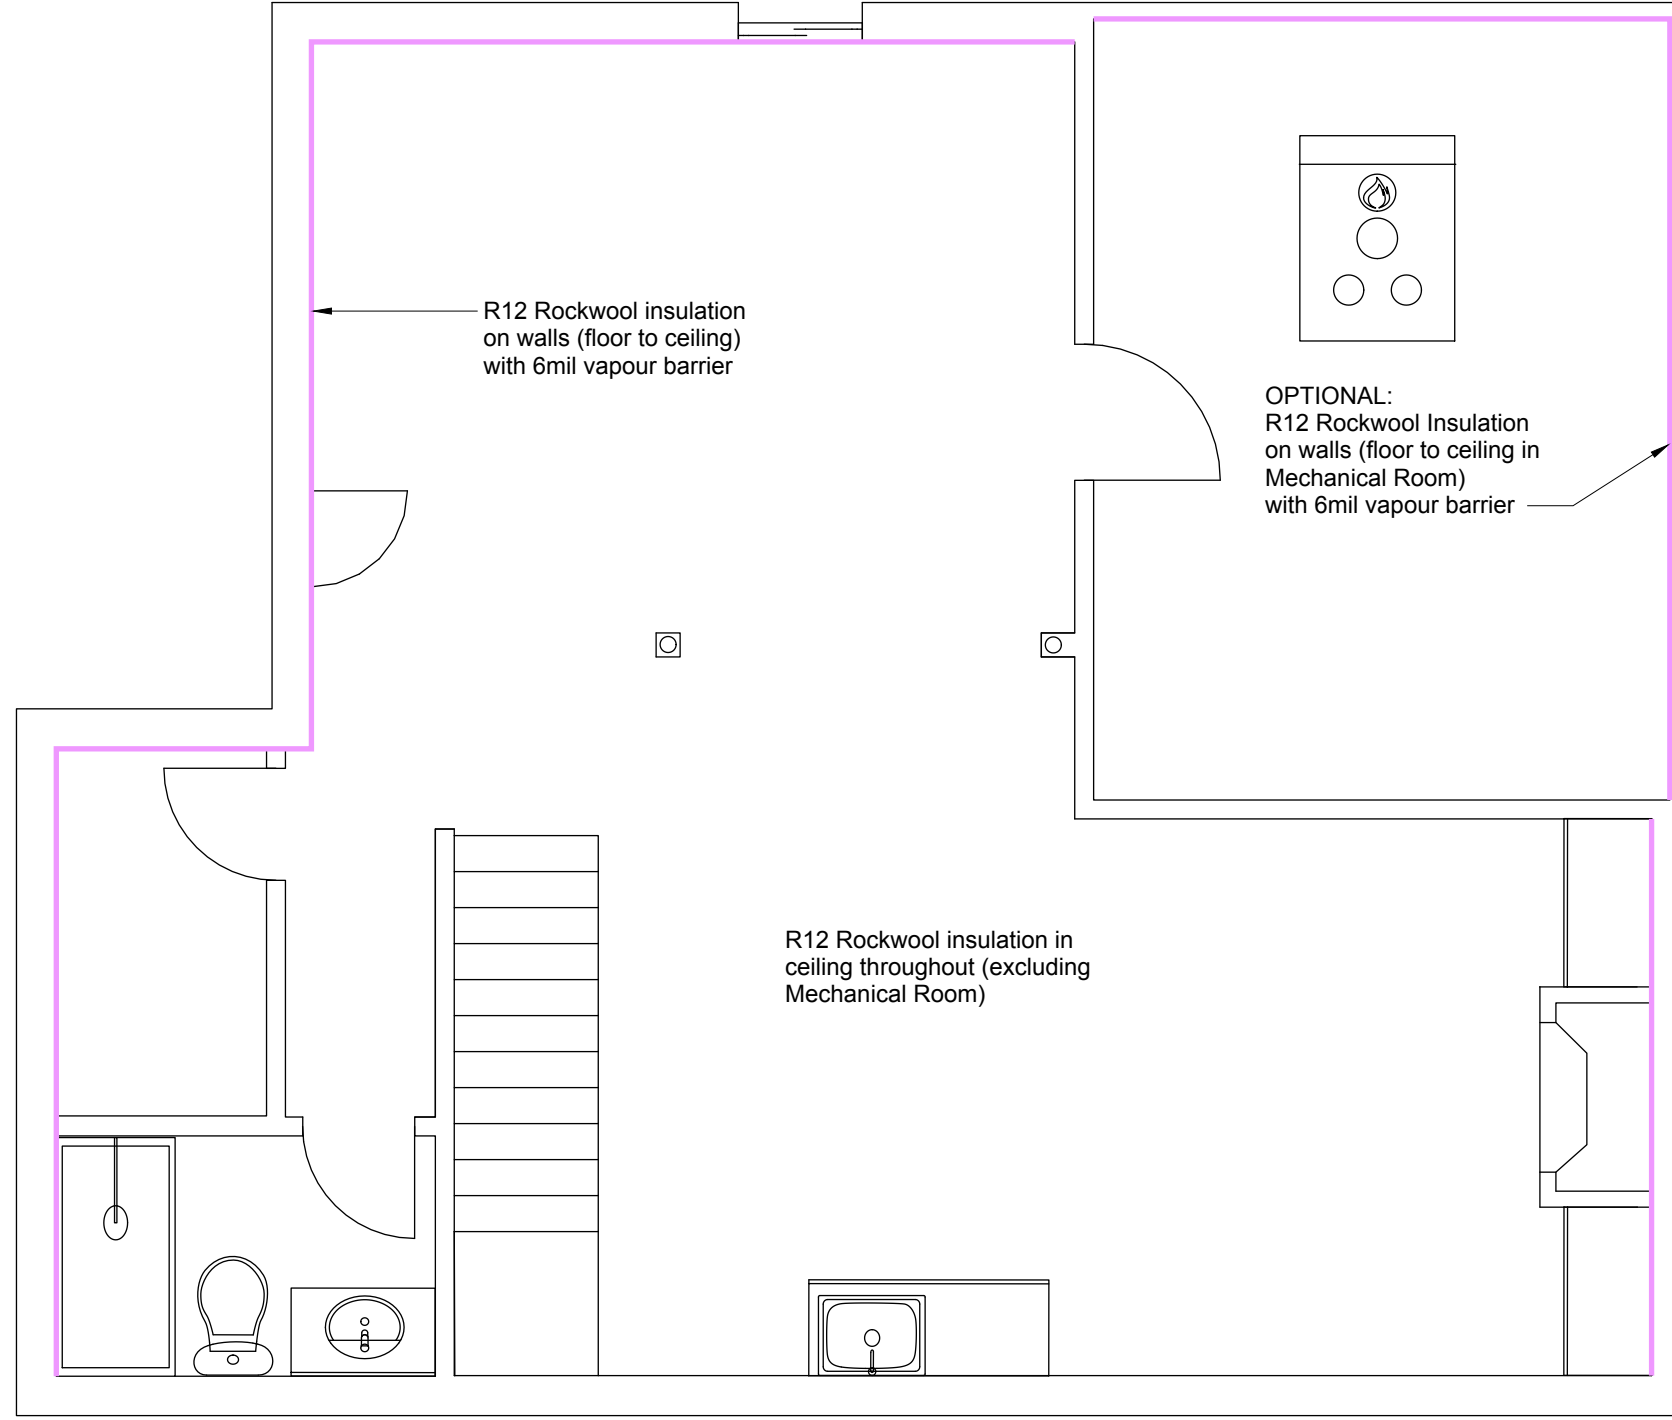 R12 Rockwool insulation
on walls (floor to ceiling)
with 6mil vapour barrier
OPTIONAL:
R12 Rockwool Insulation
on walls (floor to ceiling in
Mechanical Room)
with 6mil vapour barrier
R12 Rockwool insulation in
ceiling throughout (excluding
Mechanical Room)